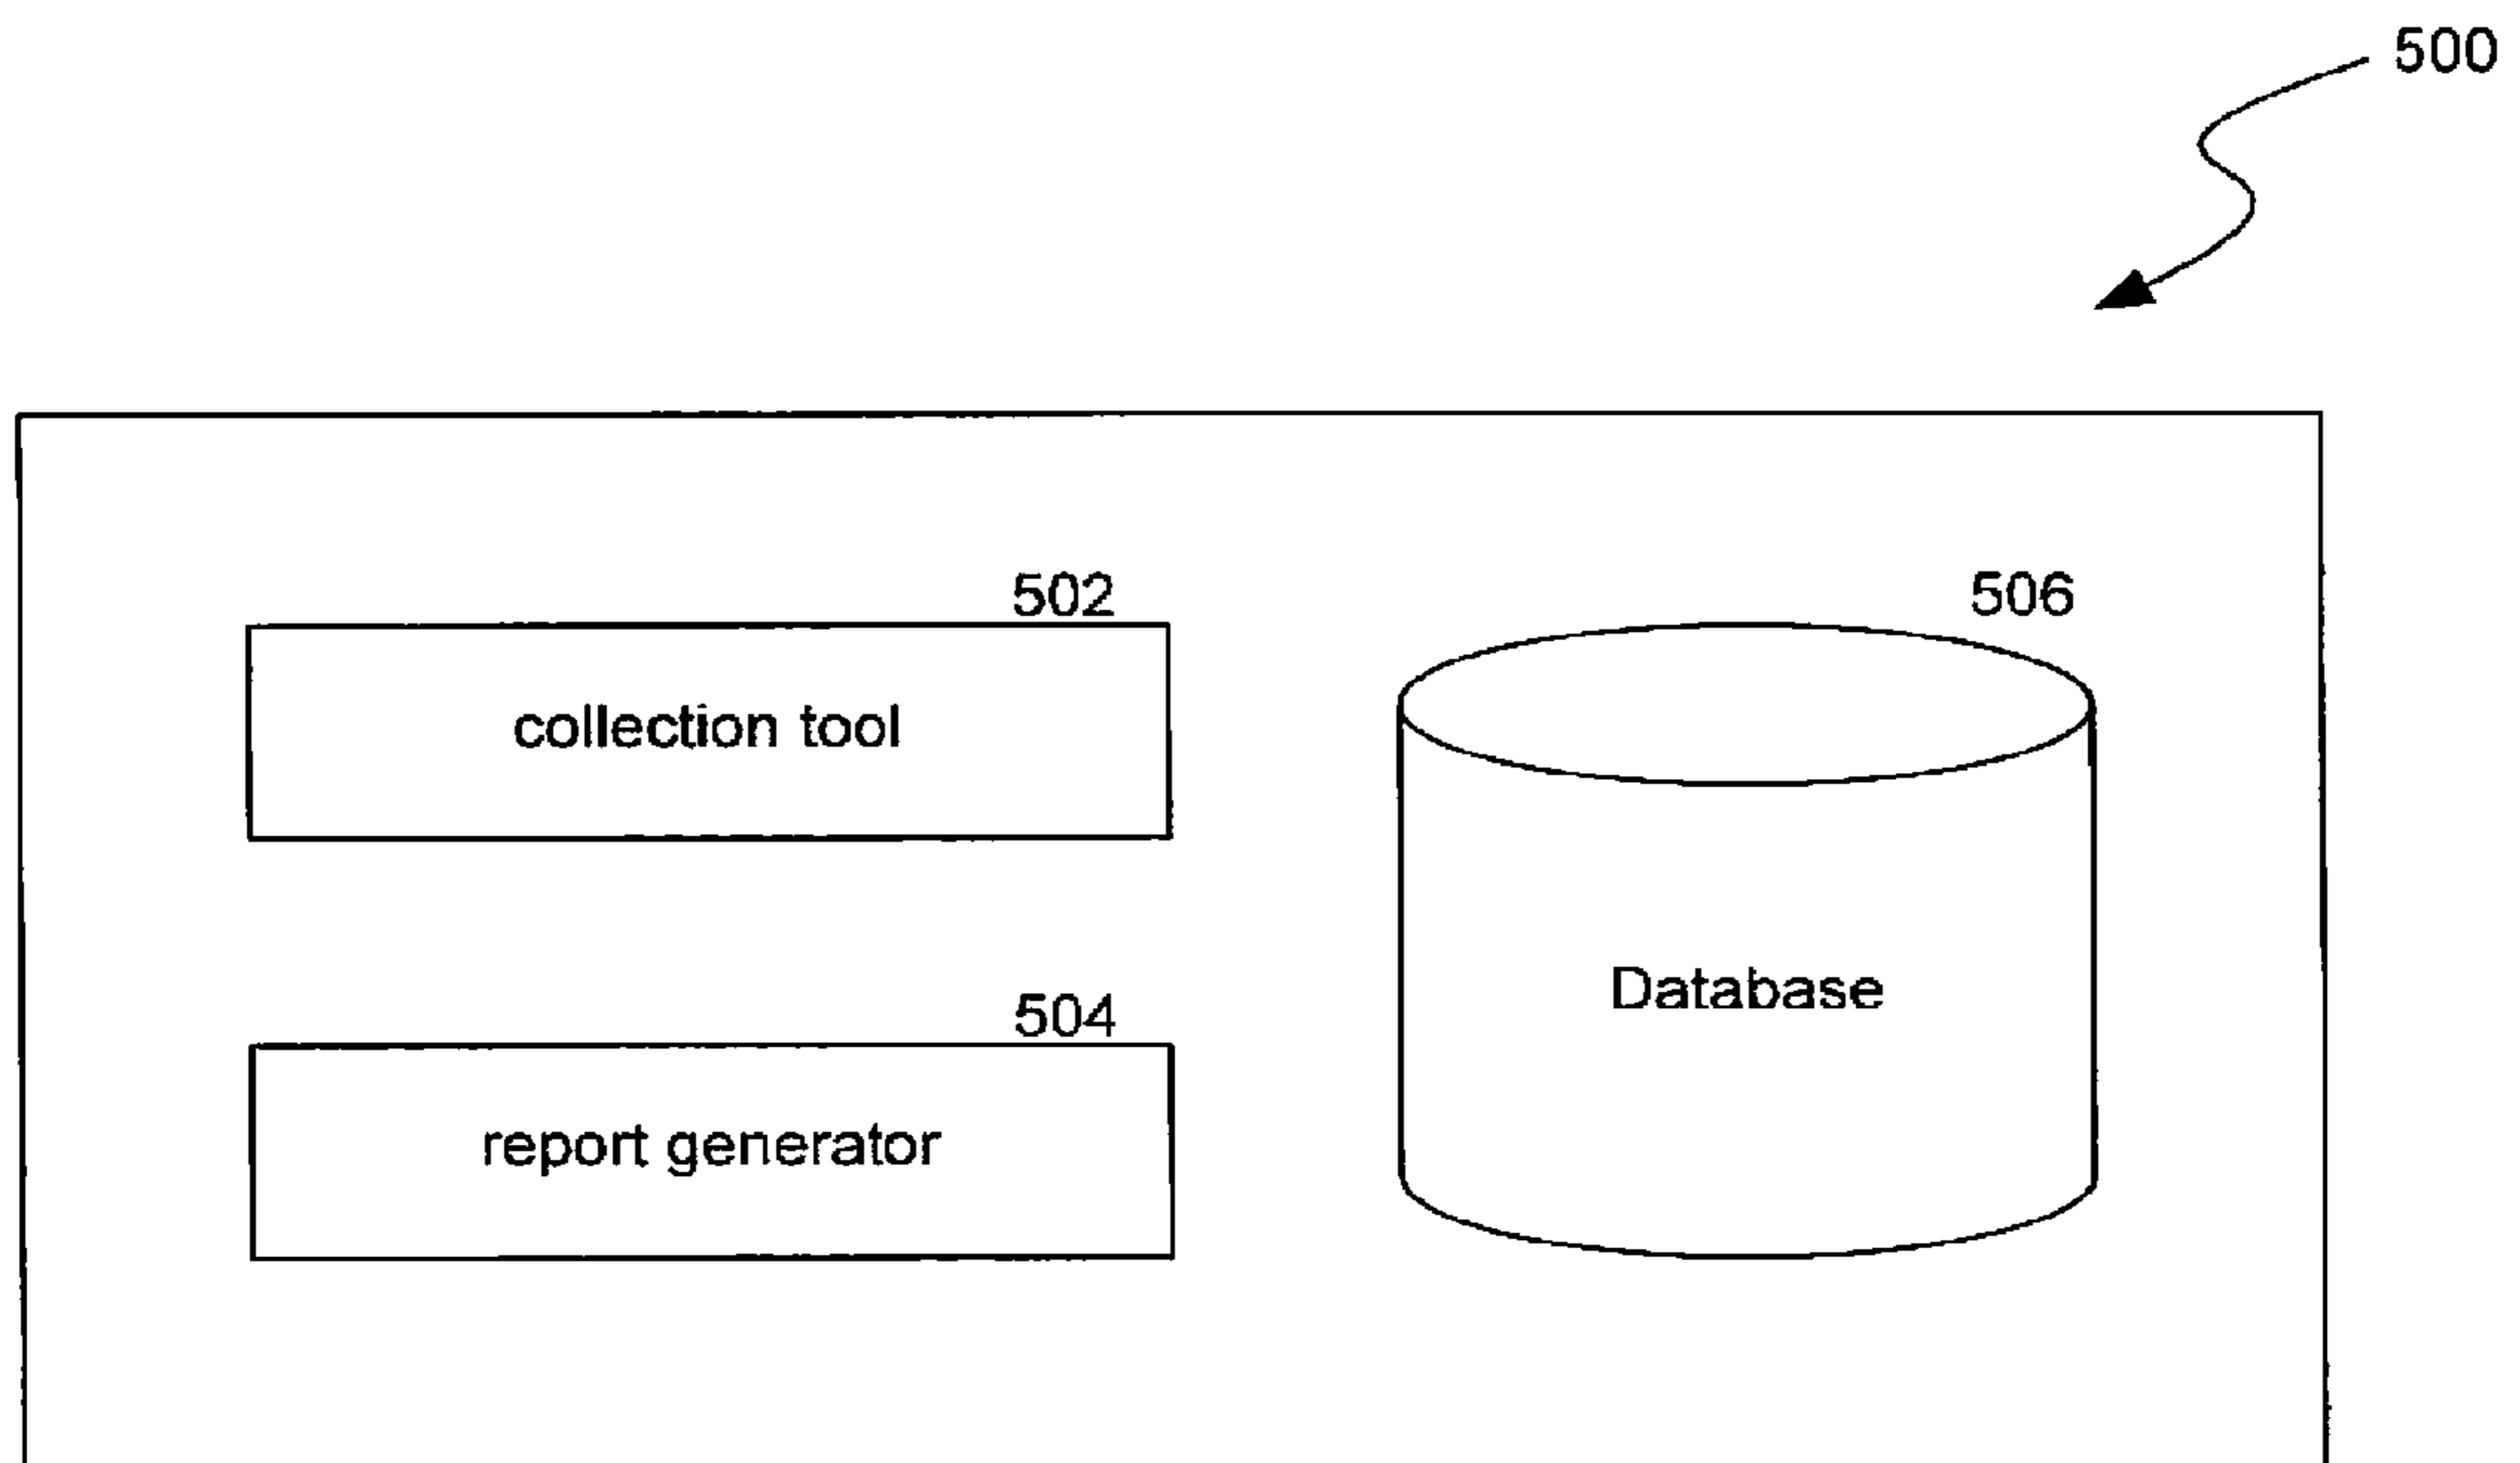 500
502
506
collection tool
Database
504
report generator